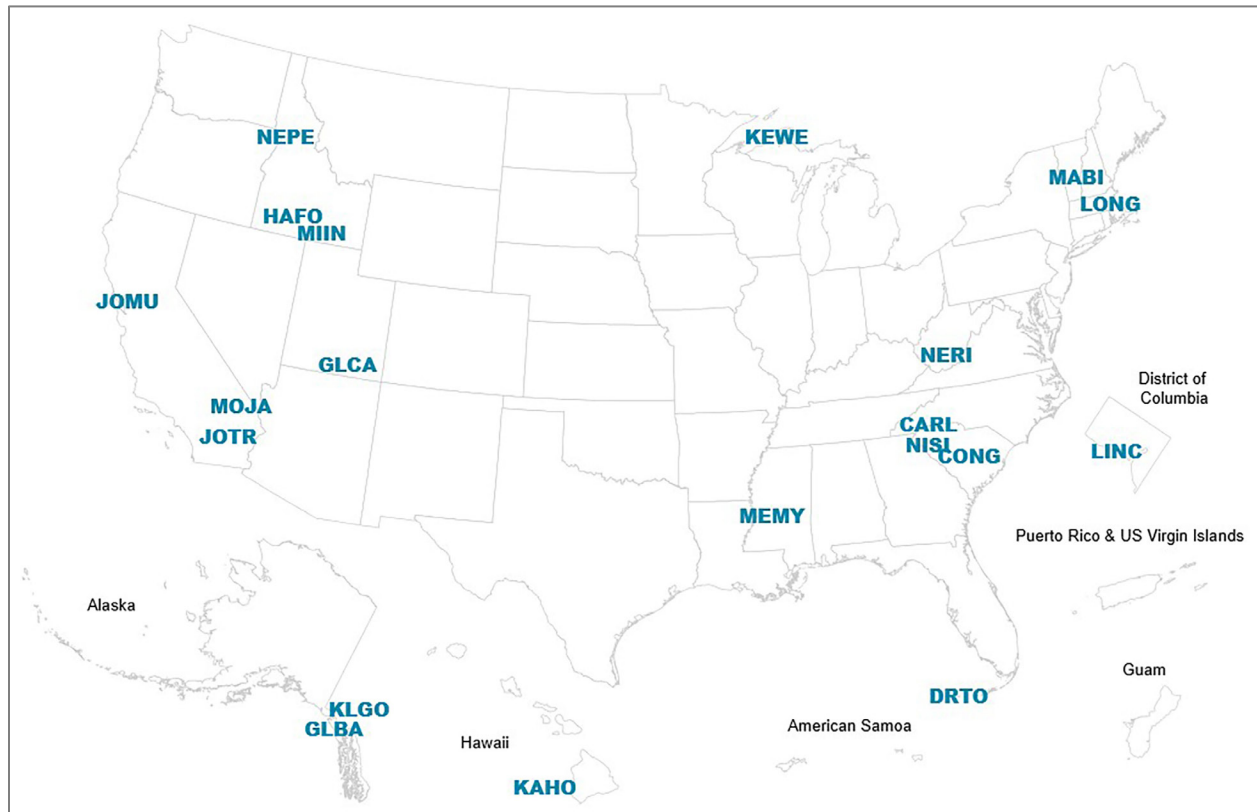 NEPE
KEWE
MABI
LONG
HAFO
MIIN
JOMU
GLCA
NERI
MOJA
JOTR
District of
Columbia
CARL
NISI
CONG
LINC
MEMY
Puerto Rico & US Virgin Islands
Alaska
Guam
DRTO
KLGO
GLBA
American Samoa
Hawaii
KAHO